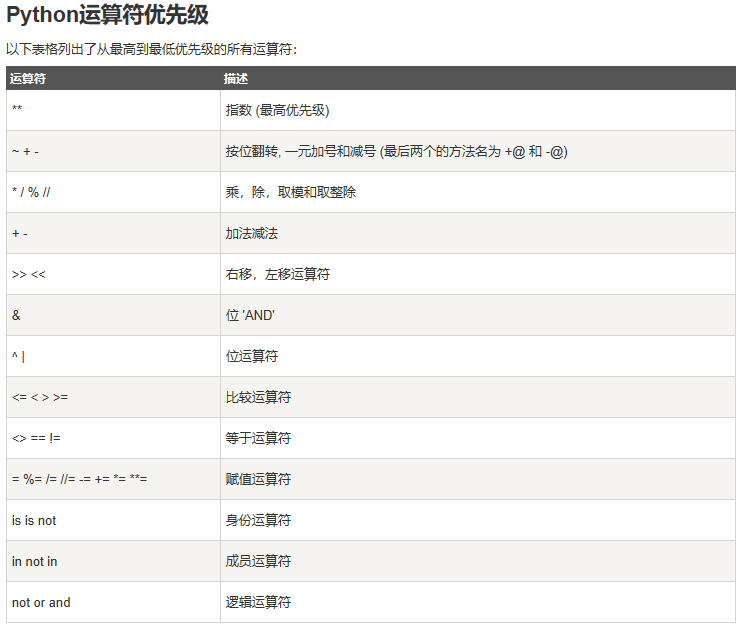 Python运算符优先级
以下表格列出了从最高到最低优先级的所有运算符：
运算符 描述
** 指数 (最高优先级)
~ + - 按位翻转, 一元加号和减号 (最后两个的方法名为 +@ 和 -@)
* / % // 乘，除，取模和取整除
+ - 加法减法
>> << 右移，左移运算符
& 位 'AND'
^ | 位运算符
<= < > >= 比较运算符
<> == != 等于运算符
= %= /= //= -= += *= **= 赋值运算符
is is not 身份运算符
in not in 成员运算符
not or and 逻辑运算符